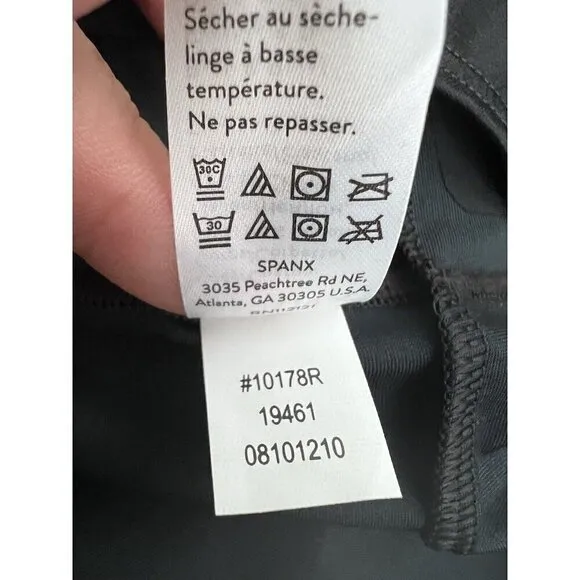 Sécher au sèche-
linge à basse
température.
Ne pas repasser.
30C
30
SPANX
3035 Peachtree Rd NE,
Atlanta, GA 30305 U.S.A.
#10178R
19461
08101210